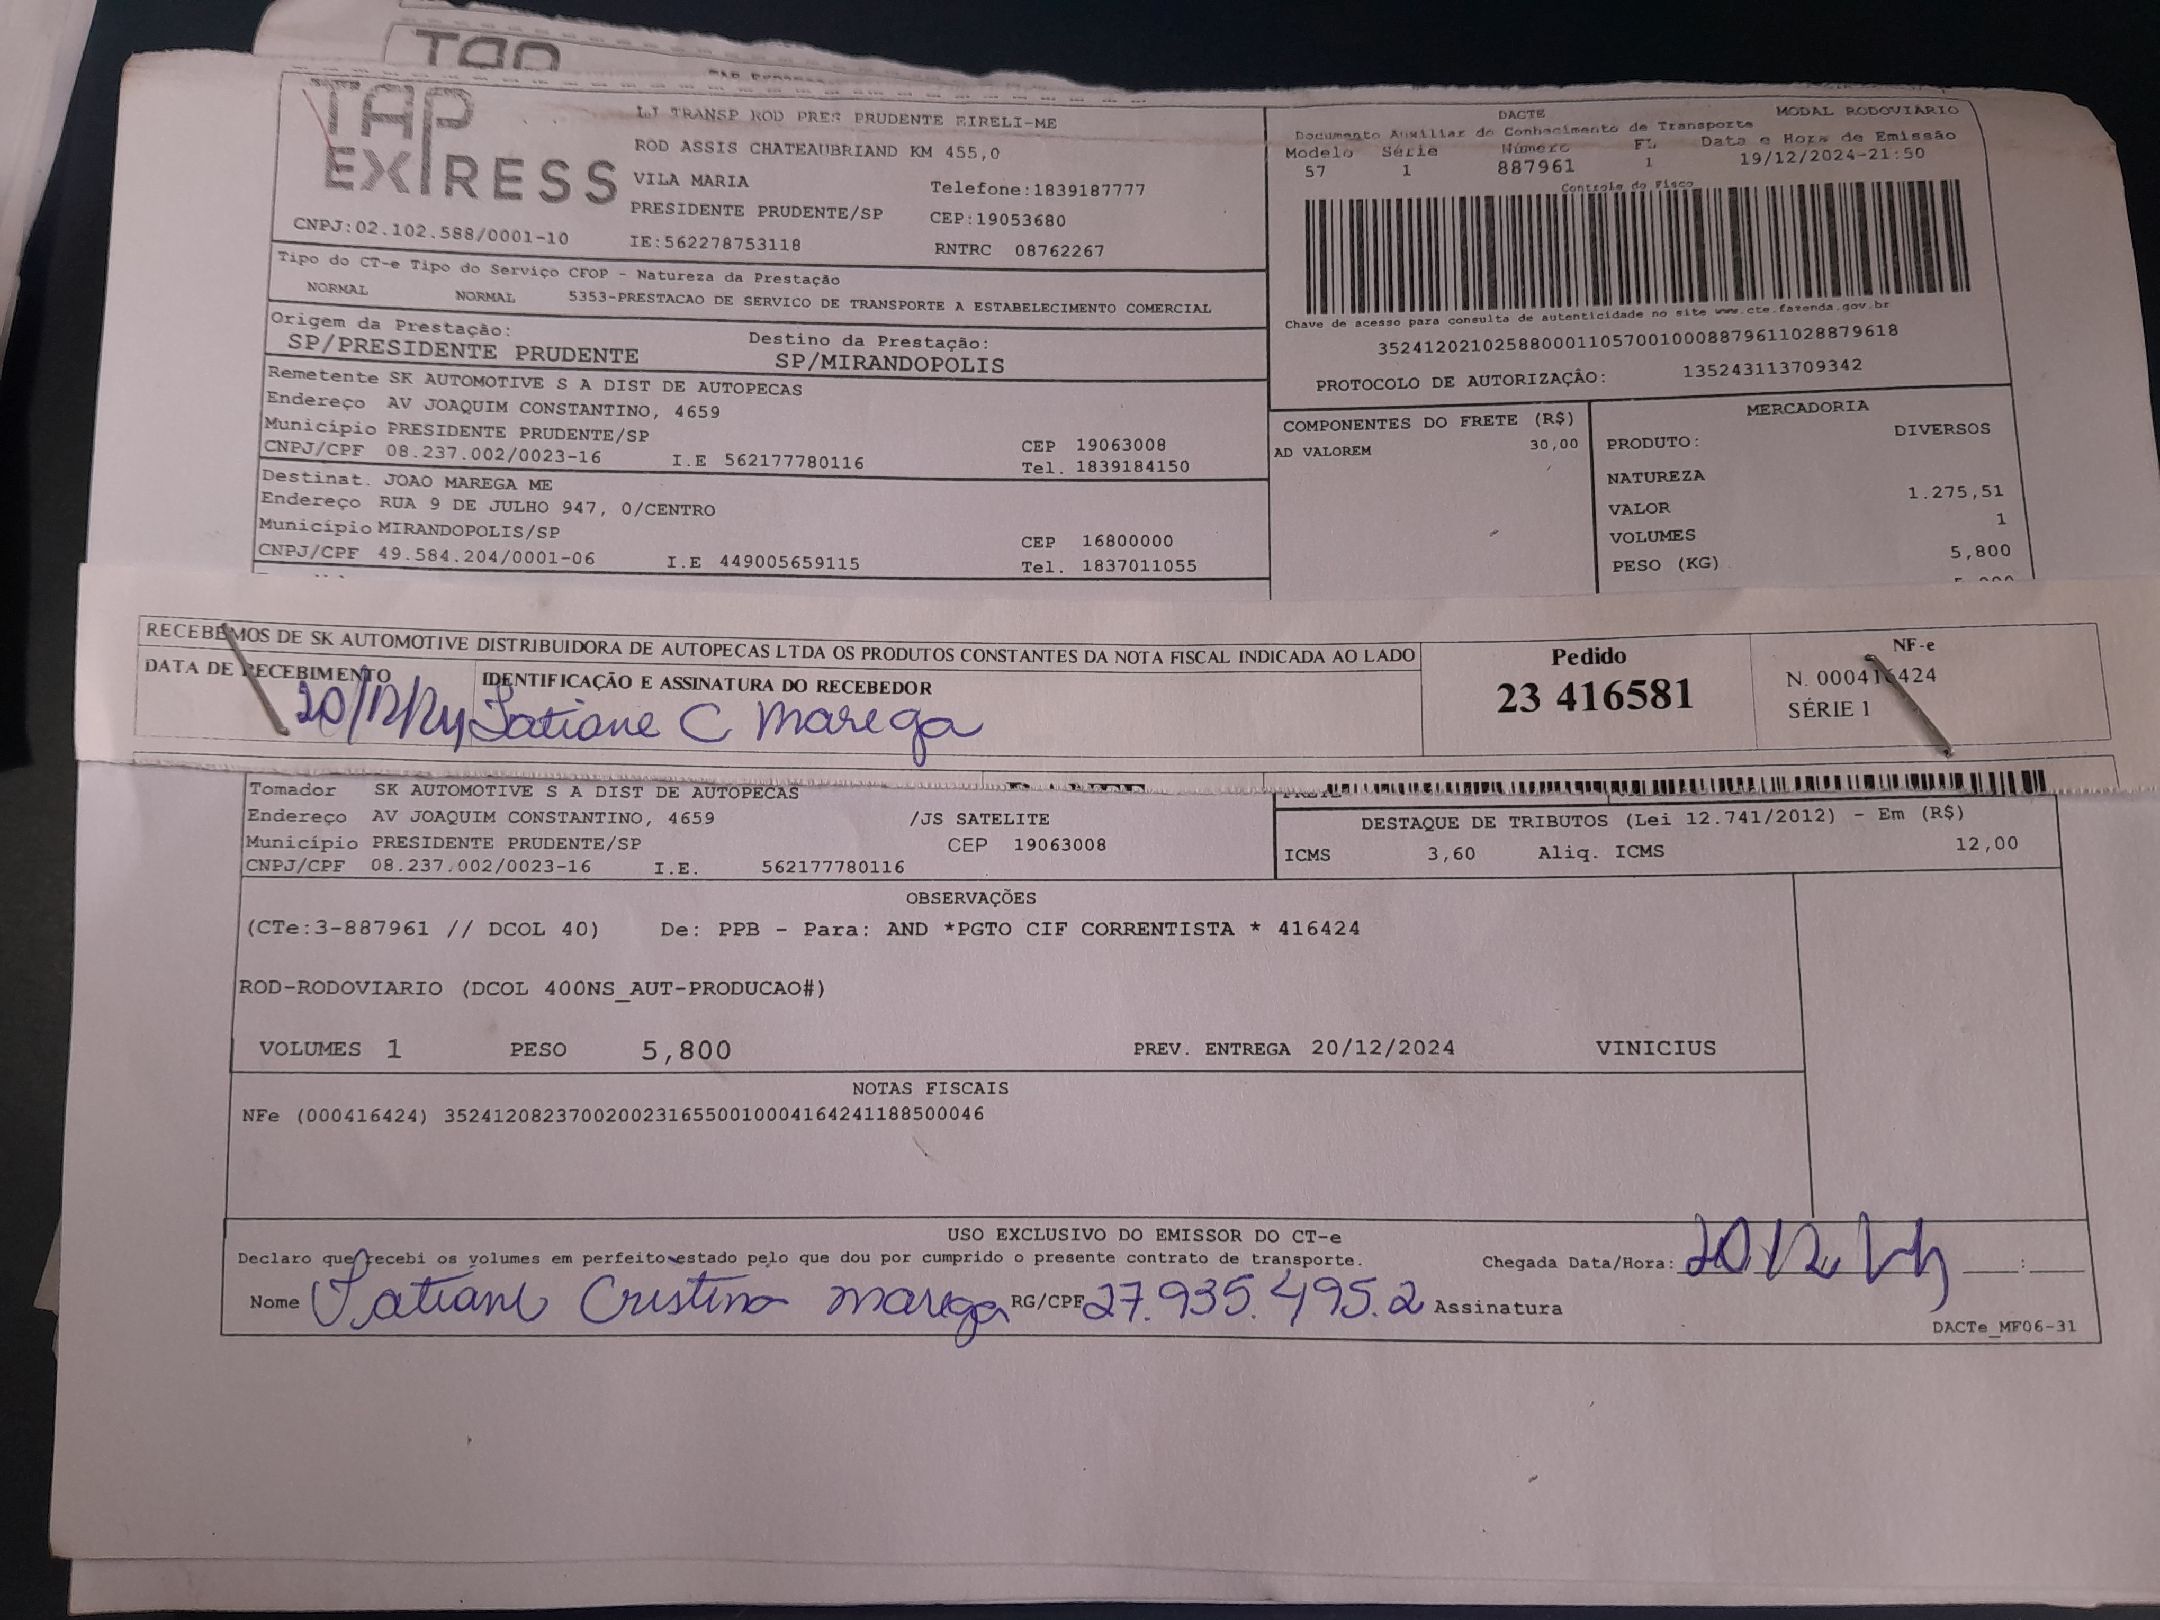 TAP
TAP EXPRESS
LJ TRANSP ROD PRES PRUDENTE EIRELI-ME
ROD ASSIS CHATEAUBRIAND KM 455,0
VILA MARIA Telefone:1839187777
PRESIDENTE PRUDENTE/SP CEP:19053680
CNPJ:02.102.588/0001-10 IE:562278753118 RNTRC 08762267
DACTE MODAL RODOVIARIO
Documento Auxiliar do Conhecimento de Transporte
Modelo Série Número FL Data e Hora de Emissão
57 1 887961 1 19/12/2024-21:50
Controle do Fisco
Chave de acesso para consulta de autenticidade no site www.cte.fazenda.gov.br
35241202102588000110570010008879611028879618
PROTOCOLO DE AUTORIZAÇÂO: 135243113709342
Tipo do CT-e Tipo do Serviço CFOP - Natureza da Prestação
NORMAL NORMAL 5353-PRESTACAO DE SERVICO DE TRANSPORTE A ESTABELECIMENTO COMERCIAL
Origem da Prestação: Destino da Prestação:
SP/PRESIDENTE PRUDENTE SP/MIRANDOPOLIS
Remetente SK AUTOMOTIVE S A DIST DE AUTOPECAS
Endereço AV JOAQUIM CONSTANTINO, 4659
Município PRESIDENTE PRUDENTE/SP CEP 19063008
CNPJ/CPF 08.237.002/0023-16 I.E 562177780116 Tel. 1839184150
Destinat. JOAO MAREGA ME
Endereço RUA 9 DE JULHO 947, 0/CENTRO
Município MIRANDOPOLIS/SP CEP 16800000
CNPJ/CPF 49.584.204/0001-06 I.E 449005659115 Tel. 1837011055
COMPONENTES DO FRETE (R$)
AD VALOREM 30,00
MERCADORIA
PRODUTO: DIVERSOS
NATUREZA
VALOR 1.275,51
VOLUMES 1
PESO (KG) 5,800
RECEBEMOS DE SK AUTOMOTIVE DISTRIBUIDORA DE AUTOPECAS LTDA OS PRODUTOS CONSTANTES DA NOTA FISCAL INDICADA AO LADO
DATA DE RECEBIMENTO IDENTIFICAÇÃO E ASSINATURA DO RECEBEDOR
20/12/24 Tatiane C Marega
Pedido
23 416581
NF-e
N. 000416424
SÉRIE 1
Tomador SK AUTOMOTIVE S A DIST DE AUTOPECAS
Endereço AV JOAQUIM CONSTANTINO, 4659 /JS SATELITE
Município PRESIDENTE PRUDENTE/SP CEP 19063008
CNPJ/CPF 08.237.002/0023-16 I.E. 562177780116
DESTAQUE DE TRIBUTOS (Lei 12.741/2012) - Em (R$)
ICMS 3,60 Aliq. ICMS 12,00
OBSERVAÇÕES
(CTe:3-887961 // DCOL 40) De: PPB - Para: AND *PGTO CIF CORRENTISTA * 416424
ROD-RODOVIARIO (DCOL 400NS_AUT-PRODUCAO#)
VOLUMES 1 PESO 5,800 PREV. ENTREGA 20/12/2024 VINICIUS
NOTAS FISCAIS
NFe (000416424) 35241208237002002316550010004164241188500046
USO EXCLUSIVO DO EMISSOR DO CT-e
Declaro que recebi os volumes em perfeito estado pelo que dou por cumprido o presente contrato de transporte. Chegada Data/Hora: 20/12 24 ___:___
Nome Tatiane Cristina Marega RG/CPF 27.935.495.2 Assinatura
DACTe_MF06-31